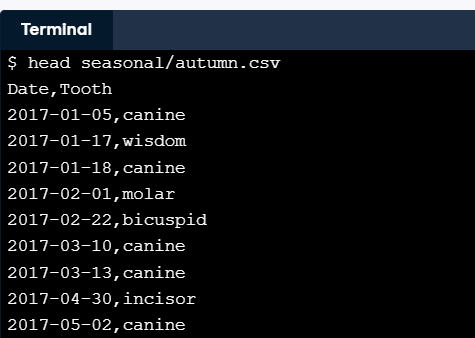 Terminal
$ head seasonal/autumn.csv
Date,Tooth
2017-01-05,canine
2017-01-17,wisdom
2017-01-18,canine
2017-02-01,molar
2017-02-22,bicuspid
2017-03-10,canine
2017-03-13,canine
2017-04-30,incisor
2017-05-02,canine